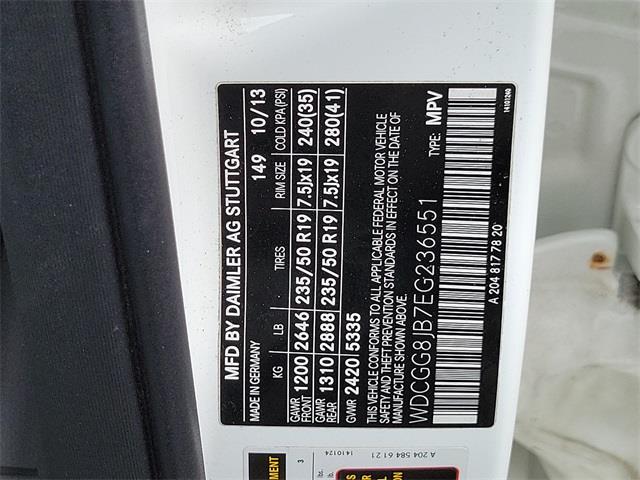 MFD BY DAIMLER AG STUTTGART
MADE IN GERMANY 149 10/13
KG LB TIRES RIM SIZE COLD KPA(PSI)
GAWR FRONT 1200 2646 235/50 R19 7.5Jx19 240(35)
GAWR REAR 1310 2888 235/50 R19 7.5Jx19 280(41)
GVWR 2420 5335
THIS VEHICLE CONFORMS TO ALL APPLICABLE FEDERAL MOTOR VEHICLE
SAFETY AND THEFT PREVENTION STANDARDS IN EFFECT ON THE DATE OF
MANUFACTURE
WDCGG8JB7EG236551 TYPE: MPV
A 204 817 78 20 14101240
A 204 584 61 21
1410124
3
lbs.